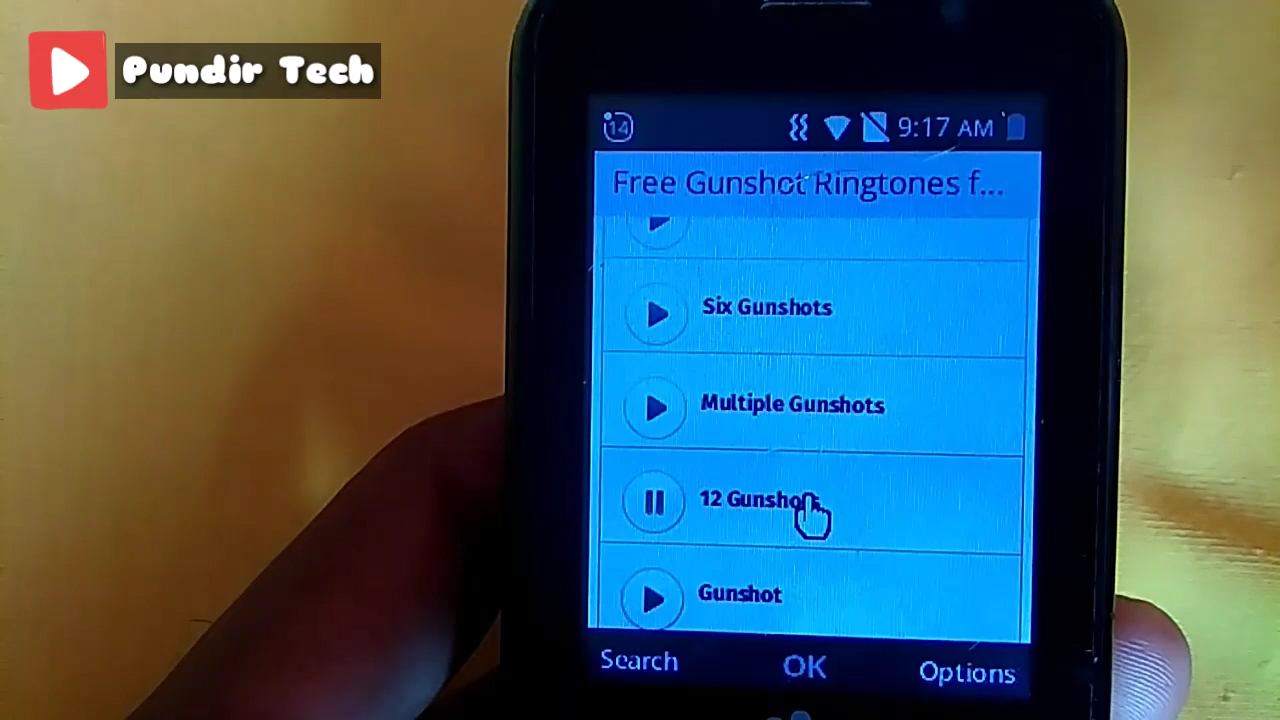 Pundir Tech
14
9:17 AM
Free Gunshot Ringtones f...
Six Gunshots
Multiple Gunshots
12 Gunshots
Gunshot
Search
OK
Options